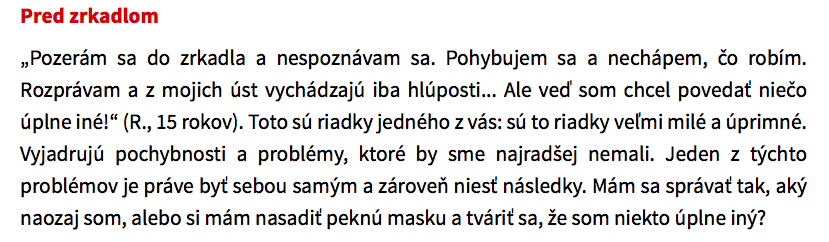 Pred zrkadlom
„Pozerám sa do zrkadla a nespoznávam sa. Pohybujem sa a nechápem, čo robím.
Rozprávam a z mojich úst vychádzajú iba hlúposti... Ale veď som chcel povedať niečo
úplne iné!“ (R., 15 rokov). Toto sú riadky jedného z vás: sú to riadky veľmi milé a úprimné.
Vyjadrujú pochybnosti a problémy, ktoré by sme najradšej nemali. Jeden z týchto
problémov je práve byť sebou samým a zároveň niesť následky. Mám sa správať tak, aký
naozaj som, alebo si mám nasadiť peknú masku a tváriť sa, že som niekto úplne iný?